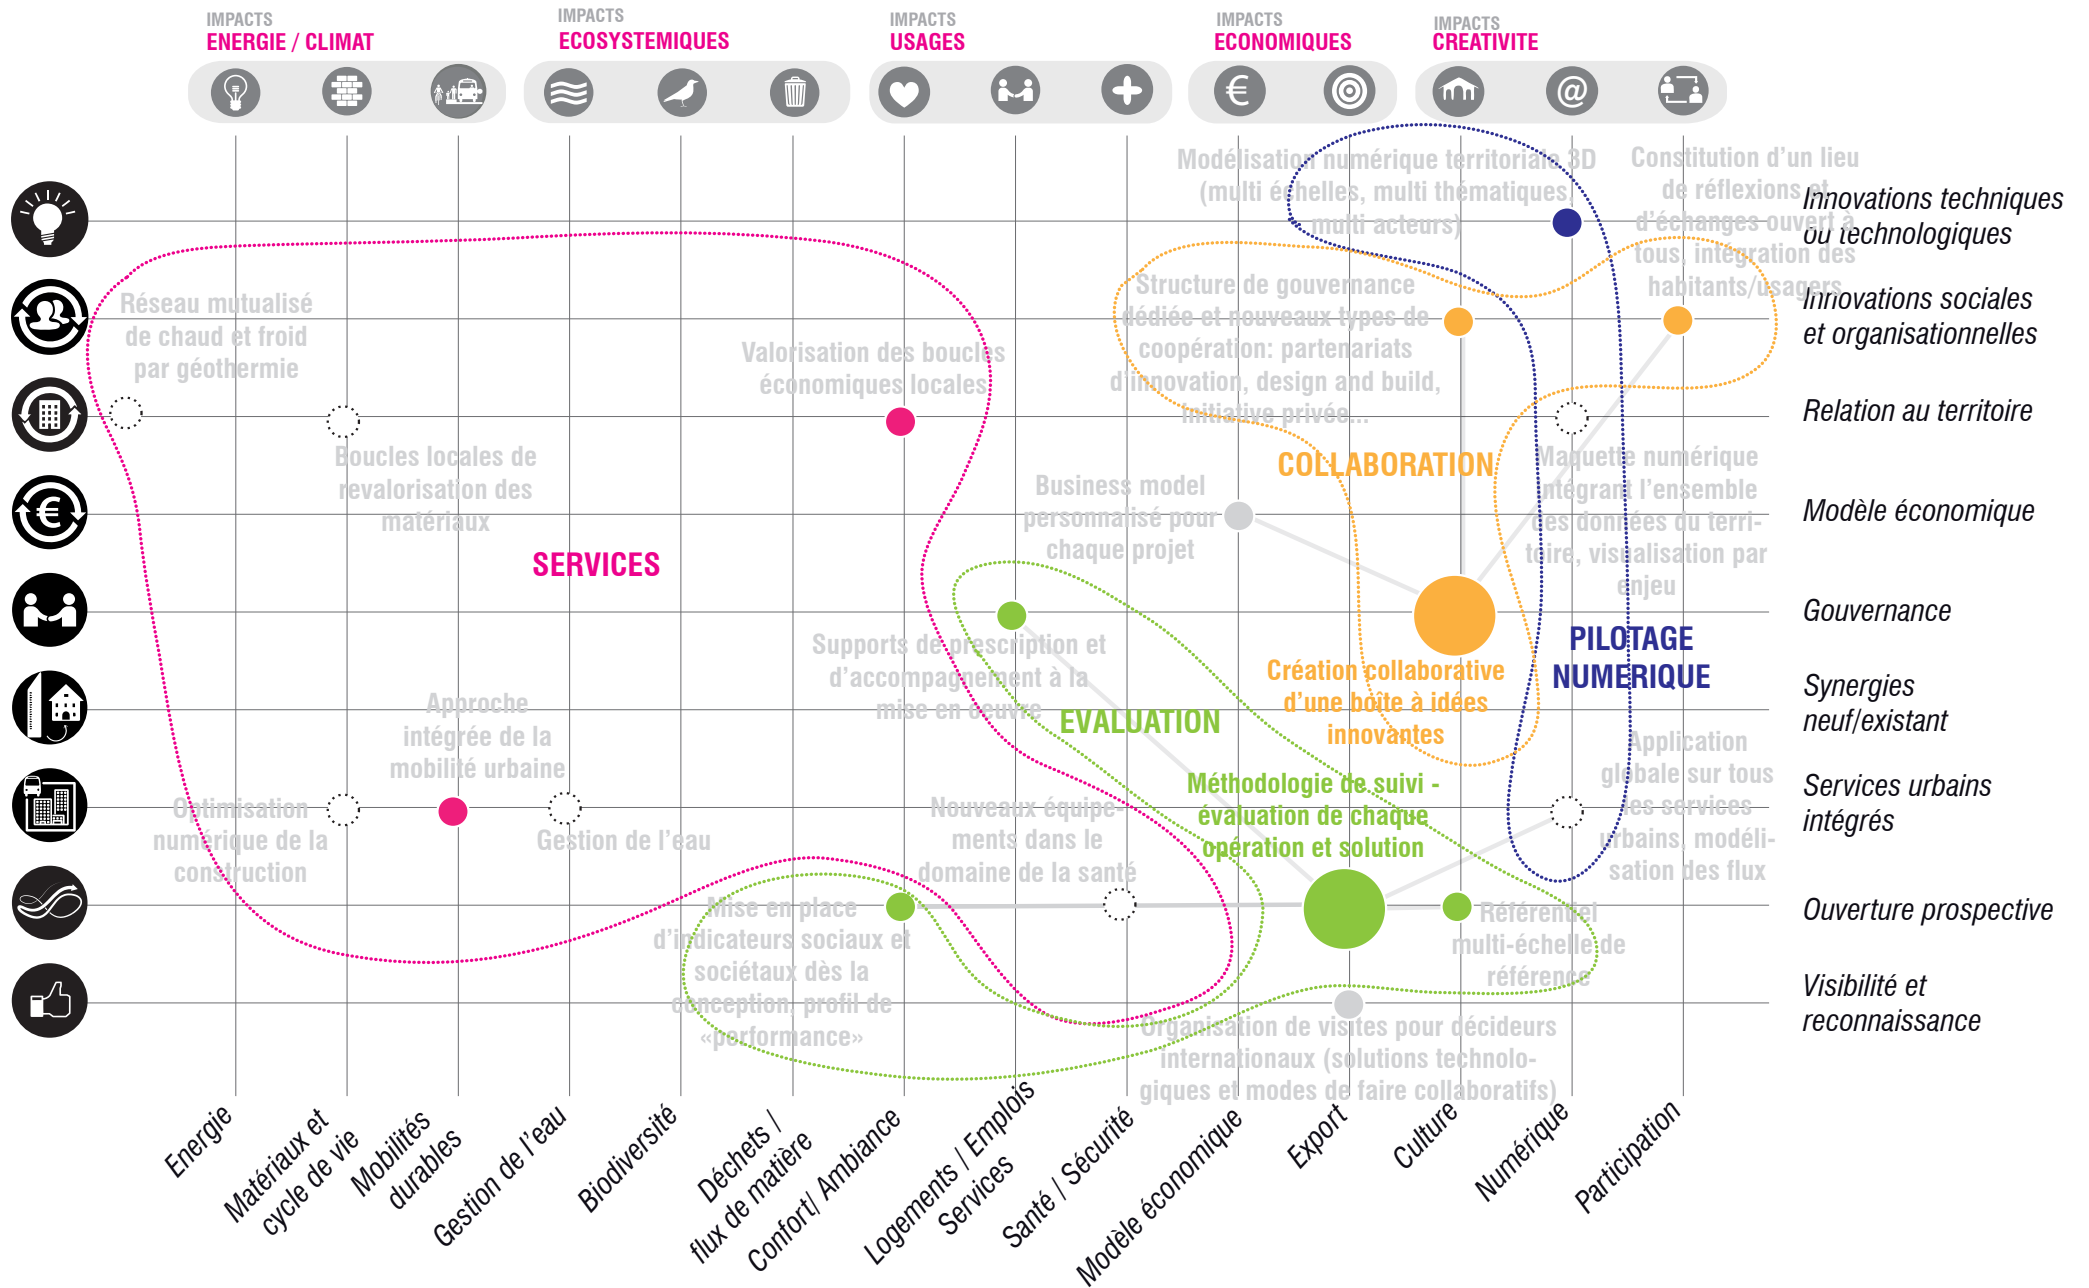 IMPACTS
ENERGIE / CLIMAT
IMPACTS
ECOSYSTEMIQUES
IMPACTS
USAGES
IMPACTS
ECONOMIQUES
IMPACTS
CREATIVITE
€
@
Modélisation numérique territoriale 3D
(multi échelles, multi thématiques,
multi acteurs)
Constitution d’un lieu
de réflexions et
d’échanges ouvert à
tous, intégration des
habitants/usagers
Innovations techniques
ou technologiques
Réseau mutualisé
de chaud et froid
par géothermie
Valorisation des boucles
économiques locales
Structure de gouvernance
dédiée et nouveaux types de
coopération: partenariats
d’innovation, design and build,
initiative privée...
Innovations sociales
et organisationnelles
Relation au territoire
Boucles locales de
revalorisation des
matériaux
Business model
personnalisé pour
chaque projet
COLLABORATION
Maquette numérique
intégrant l’ensemble
des données du terri-
toire, visualisation par
enjeu
€
Modèle économique
SERVICES
Gouvernance
Supports de prescription et
d’accompagnement à la
mise en oeuvre
EVALUATION
Création collaborative
d’une boîte à idées
innovantes
PILOTAGE
NUMERIQUE
Synergies
neuf/existant
Approche
intégrée de la
mobilité urbaine
Méthodologie de suivi -
évaluation de chaque
opération et solution
Application
globale sur tous
les services
urbains, modéli-
sation des flux
Services urbains
intégrés
Optimisation
numérique de la
construction
Gestion de l’eau
Nouveaux équipe-
ments dans le
domaine de la santé
Mise en place
d’indicateurs sociaux et
sociétaux dès la
conception, profil de
«performance»
Référentiel
multi-échelle de
référence
Ouverture prospective
Organisation de visites pour décideurs
internationaux (solutions technolo-
giques et modes de faire collaboratifs)
Visibilité et
reconnaissance
Energie
Matériaux et
cycle de vie
Mobilités
durables
Gestion de l’eau
Biodiversité
Déchets /
flux de matière
Confort/ Ambiance
Logements / Emplois
Services
Santé / Sécurité
Modèle économique
Export
Culture
Numérique
Participation